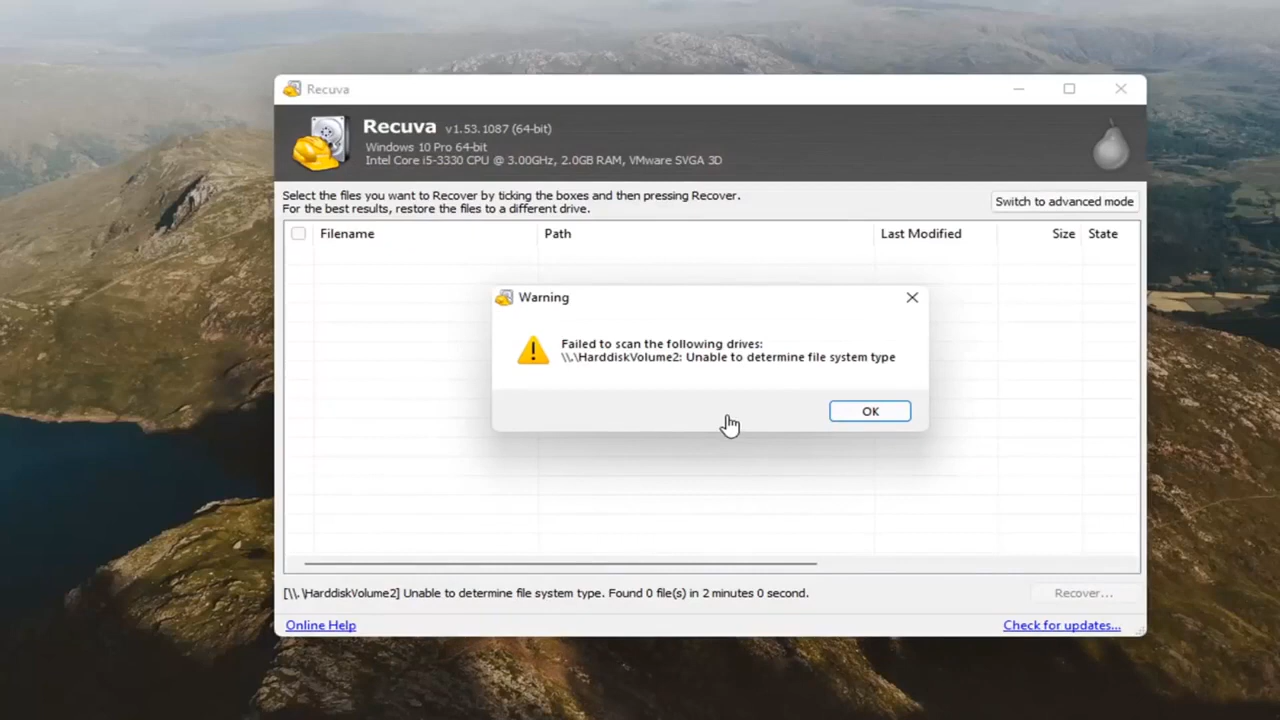 Recuva
Recuva v1.53.1087 (64-bit)
Windows 10 Pro 64-bit
Intel Core i5-3330 CPU @ 3.00GHz, 2.0GB RAM, VMware SVGA 3D
Select the files you want to Recover by ticking the boxes and then pressing Recover.
For the best results, restore the files to a different drive.
Switch to advanced mode
Filename Path Last Modified Size State
Warning
Failed to scan the following drives:
\\.\HarddiskVolume2: Unable to determine file system type
OK
[\\.\HarddiskVolume2] Unable to determine file system type. Found 0 file(s) in 2 minutes 0 second.
Recover...
Online Help
Check for updates...